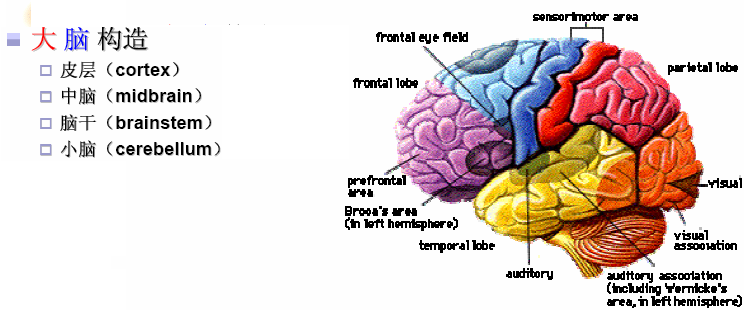 大脑构造
皮层（cortex）
中脑（midbrain）
脑干（brainstem）
小脑（cerebellum）
sensorimotor area
frontal eye field
parietal lobe
frontal lobe
prefrontal
area
visual
Broca's area
(in left hemisphere)
temporal lobe
visual
association
auditory
auditory association
(including Wernicke's
area, in left hemisphere)